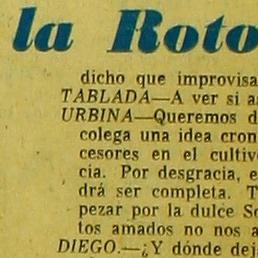 la Roto
dicho que improvisa
TABLADA—A ver si a
URBINA—Queremos d
colega una idea cron
cesores en el cultiv
cia. Por desgracia, e
drá ser completa. T
pezar por la dulce So
tos amados no nos a
DIEGO.—¿Y dónde dej